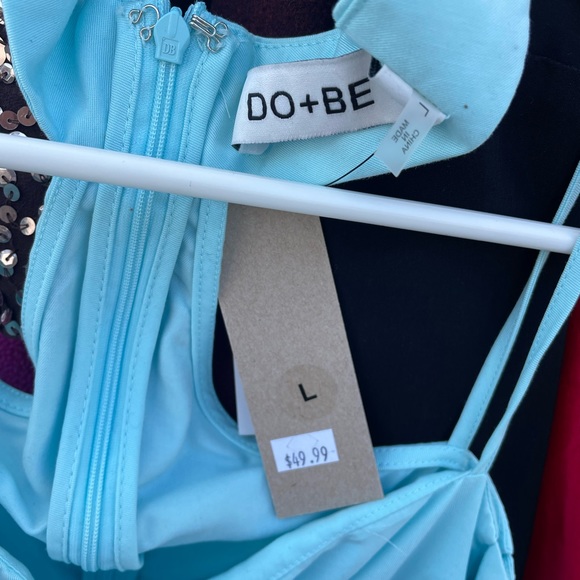 DB
DO+BE
L
MADE
IN
CHINA
L
$49.99